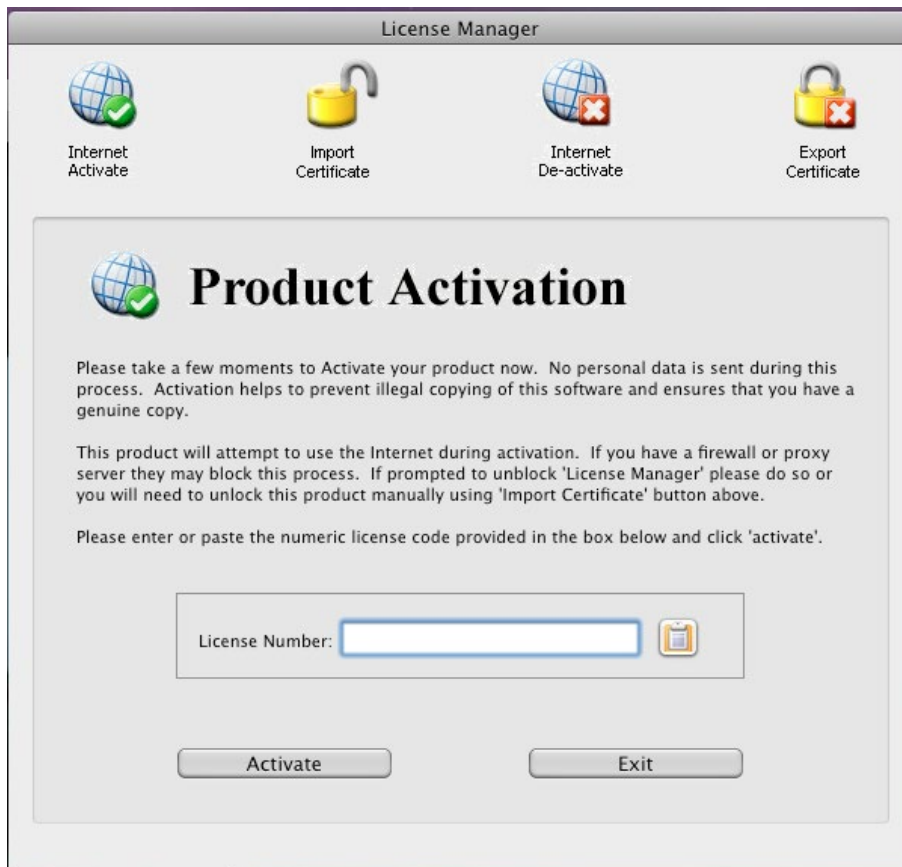 License Manager
Internet
Activate
Import
Certificate
Internet
De-activate
Export
Certificate
Product Activation
Please take a few moments to Activate your product now.  No personal data is sent during this
process.  Activation helps to prevent illegal copying of this software and ensures that you have a
genuine copy.
This product will attempt to use the Internet during activation.  If you have a firewall or proxy
server they may block this process.  If prompted to unblock 'License Manager' please do so or
you will need to unlock this product manually using 'Import Certificate' button above.
Please enter or paste the numeric license code provided in the box below and click 'activate'.
License Number:
Activate
Exit